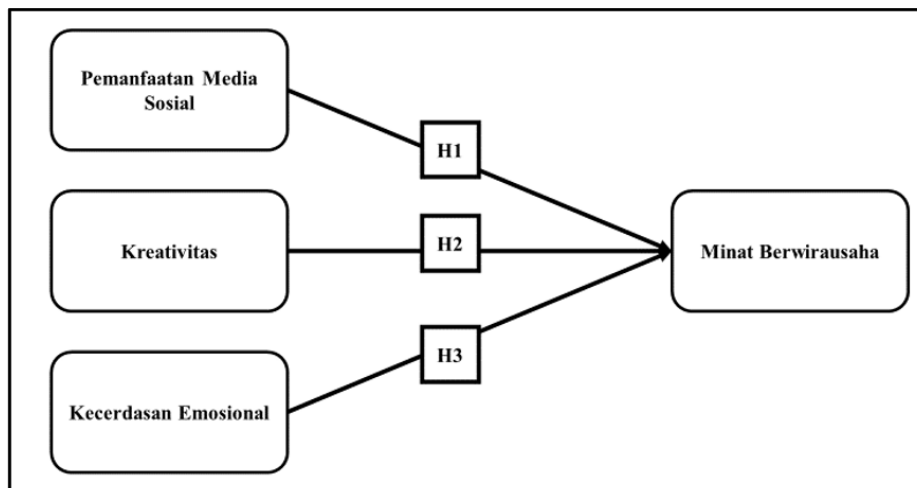 Pemanfaatan Media
Sosial
H1
Kreativitas
H2
Minat Berwirausaha
H3
Kecerdasan Emosional